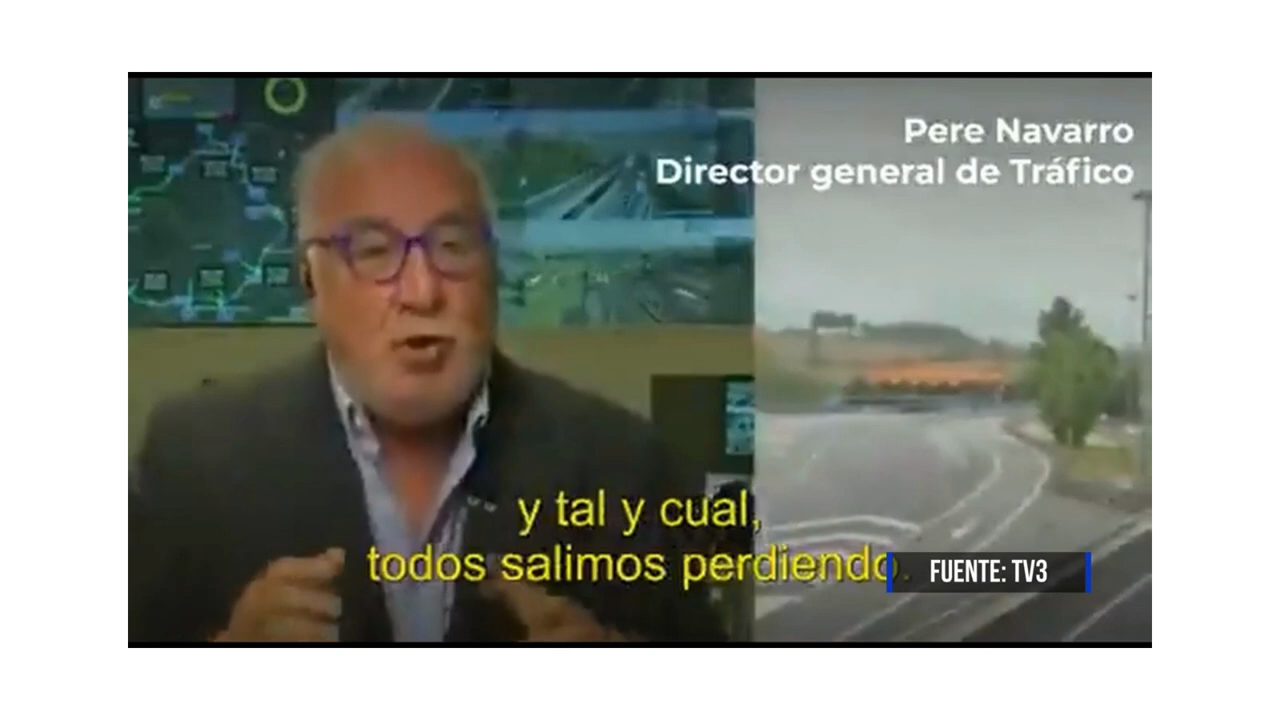 Pere Navarro
Director general de Tráfico
y tal y cual,
todos salimos perdiendo.
FUENTE: TV3